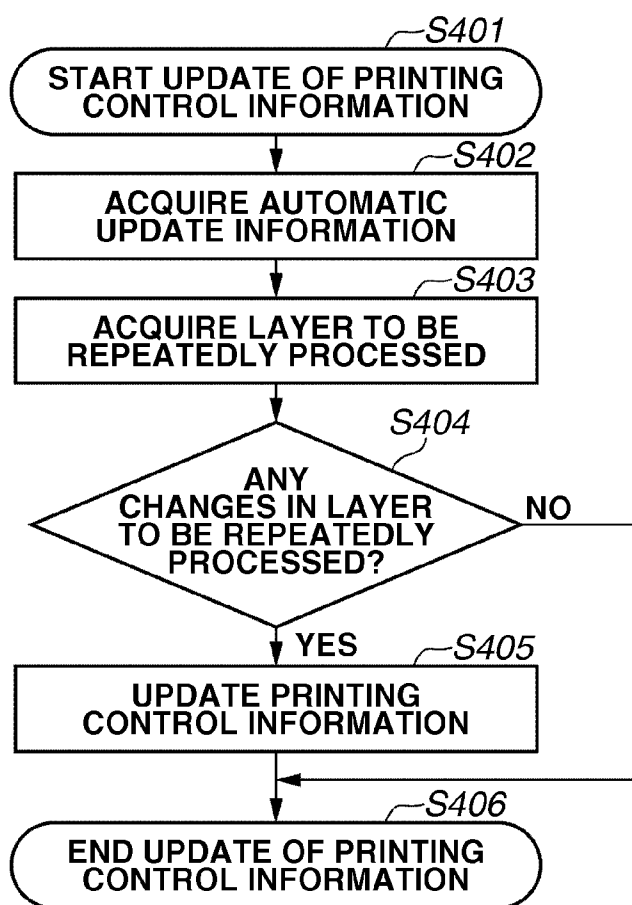 S401
START UPDATE OF PRINTING
CONTROL INFORMATION
S402
ACQUIRE AUTOMATIC
UPDATE INFORMATION
S403
ACQUIRE LAYER TO BE
REPEATEDLY PROCESSED
S404
ANY
CHANGES IN LAYER
TO BE REPEATEDLY
PROCESSED?
NO
YES
S405
UPDATE PRINTING
CONTROL INFORMATION
S406
END UPDATE OF PRINTING
CONTROL INFORMATION